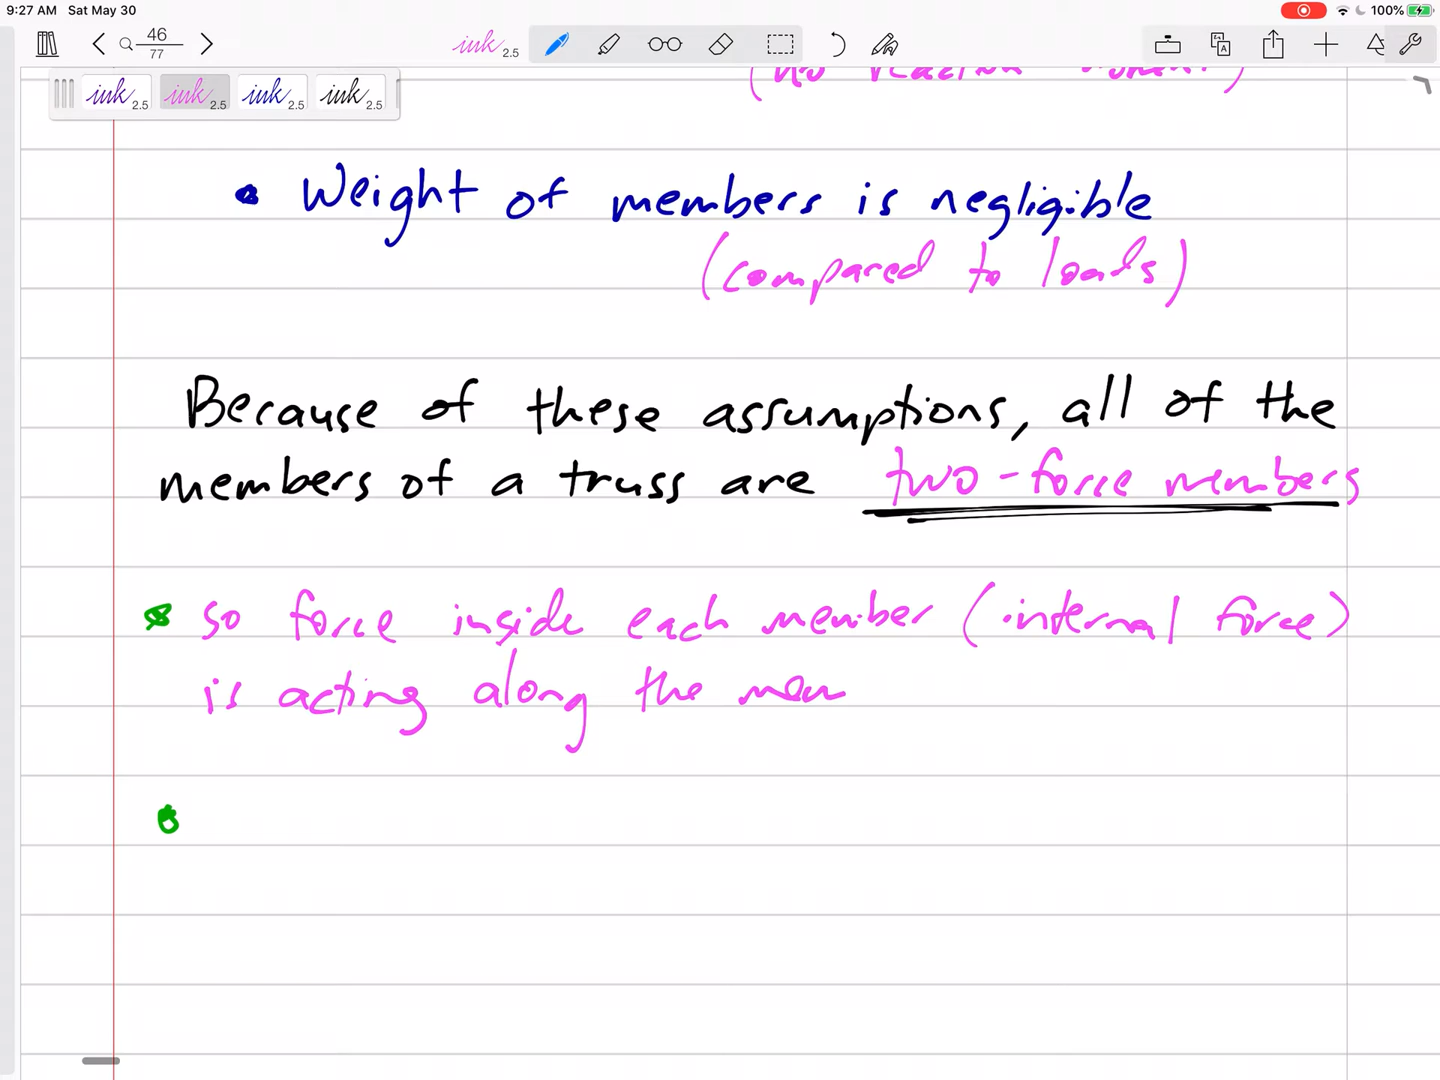 9:27 AM Sat May 30
100%
46
77
ink 2.5
ink 2.5 ink 2.5 ink 2.5 ink 2.5
(no reaction
• Weight of members is negligible
(compared to loads)
Because of these assumptions, all of the
members of a truss are two-force members
so force inside each member (internal force)
is acting along the mem